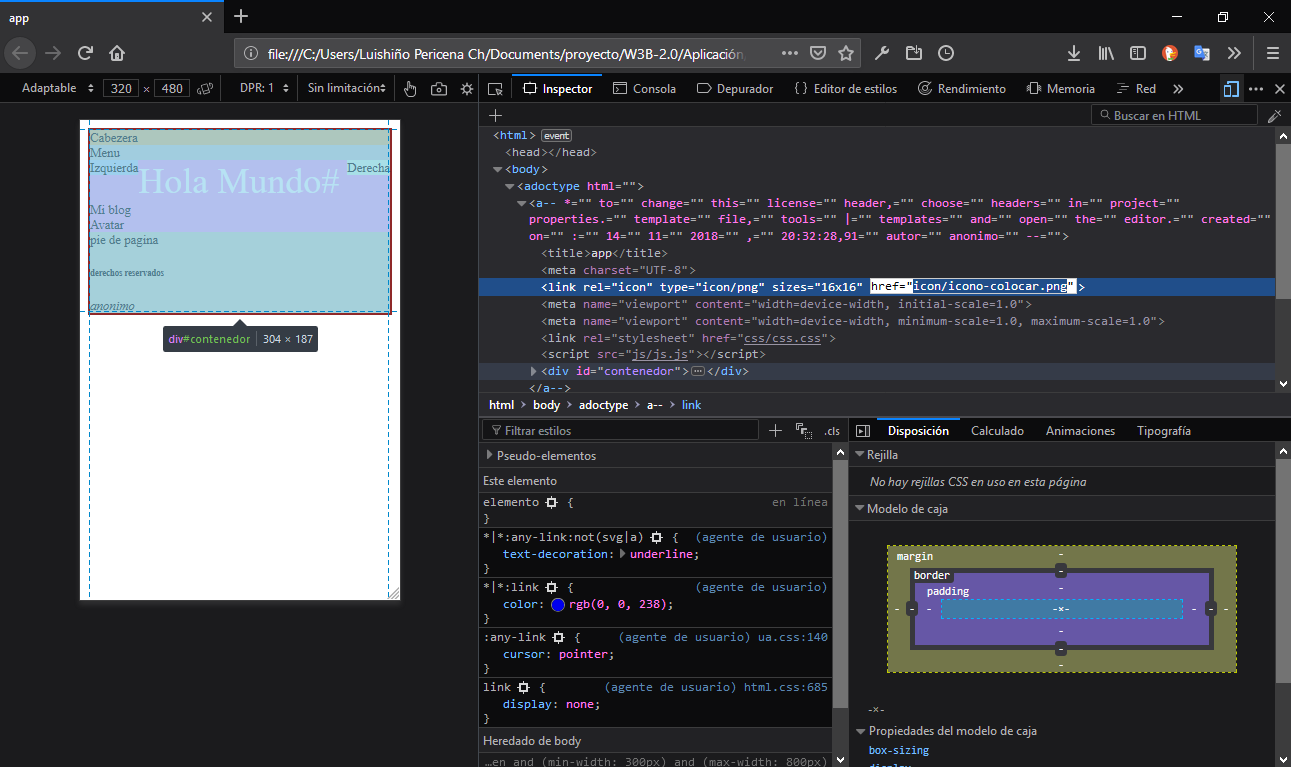 app
file:///C:/Users/Luishiño Pericena Ch/Documents/proyecto/W3B-2.0/Aplicación
Adaptable 320 × 480 DPR: 1 Sin limitación
Inspector Consola Depurador Editor de estilos Rendimiento Memoria Red
Buscar en HTML
Cabezera
Menu
Izquierda Hola Mundo# Derecha
Mi blog
Avatar
pie de pagina
derechos reservados
anonimo
div#contenedor 304 × 187
<html> event
<head></head>
<body>
<adoctype html="">
<a-- *="" to="" change="" this="" license="" header,="" choose="" headers="" in="" project=""
properties.="" template="" file,="" tools="" |="" templates="" and="" open="" the="" editor.="" created=""
on="" :="" 14="" 11="" 2018="" ,="" 20:32:28,91="" autor="" anonimo="" --="">
<title>app</title>
<meta charset="UTF-8">
<link rel="icon" type="icon/png" sizes="16x16" href="icon/icono-colocar.png">
<meta name="viewport" content="width=device-width, initial-scale=1.0">
<meta name="viewport" content="width=device-width, minimum-scale=1.0, maximum-scale=1.0">
<link rel="stylesheet" href="css/css.css">
<script src="js/js.js"></script>
<div id="contenedor"></div>
</a-->
html > body > adoctype > a-- > link
Filtrar estilos + .cls
Pseudo-elementos
Este elemento
elemento { en línea
}
*|*:any-link:not(svg|a) { (agente de usuario)
text-decoration: underline;
}
*|*:link { (agente de usuario)
color: rgb(0, 0, 238);
}
:any-link { (agente de usuario) ua.css:140
cursor: pointer;
}
link { (agente de usuario) html.css:685
display: none;
}
Heredado de body
…en and (min-width: 300px) and (max-width: 800px)
Disposición Calculado Animaciones Tipografía
Rejilla
No hay rejillas CSS en uso en esta página
Modelo de caja
margin -
border -
padding -
- - - -×- - - -
-
-
-
-×-
Propiedades del modelo de caja
box-sizing
display